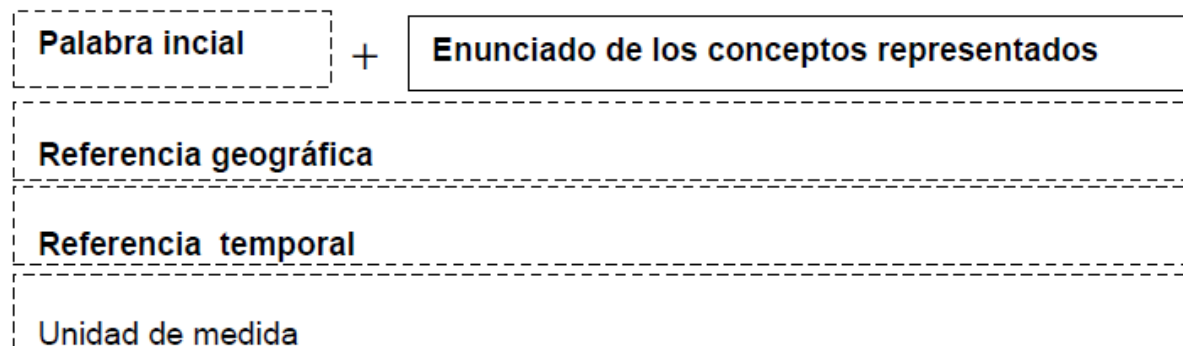 Palabra incial + Enunciado de los conceptos representados
Referencia geográfica
Referencia temporal
Unidad de medida